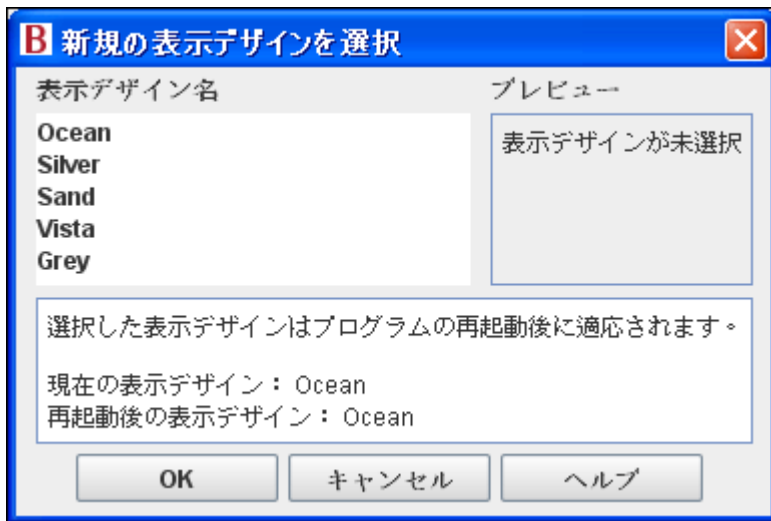 B 新規の表示デザインを選択
表示デザイン名
プレビュー
Ocean
Silver
Sand
Vista
Grey
表示デザインが未選択
選択した表示デザインはプログラムの再起動後に適応されます。
現在の表示デザイン： Ocean
再起動後の表示デザイン： Ocean
OK
キャンセル
ヘルプ